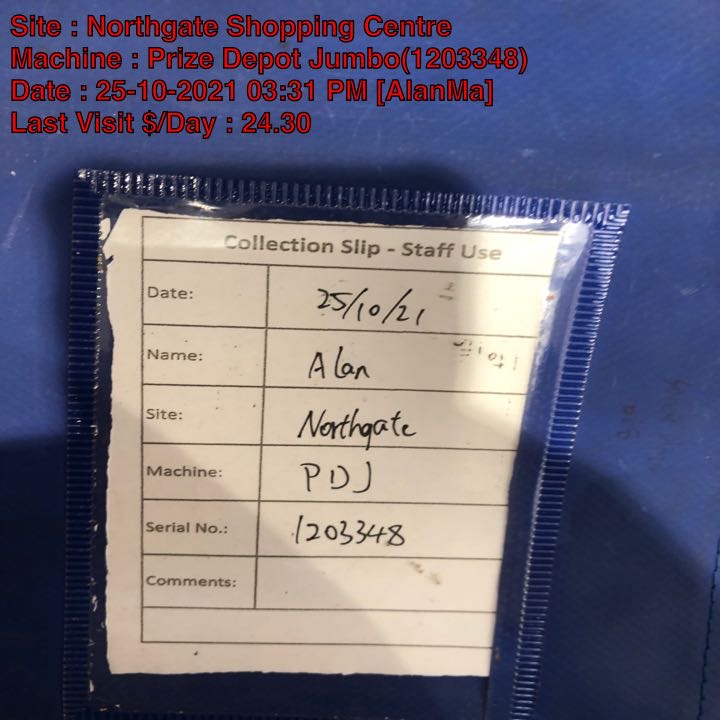 Site : Northgate Shopping Centre
Machine : Prize Depot Jumbo(1203348)
Date : 25-10-2021 03:31 PM [AlanMa]
Last Visit $/Day : 24.30
Collection Slip - Staff Use
Date: 25/10/21
Name: Alan
Site: Northgate
Machine: PDJ
Serial No.: 1203348
Comments: